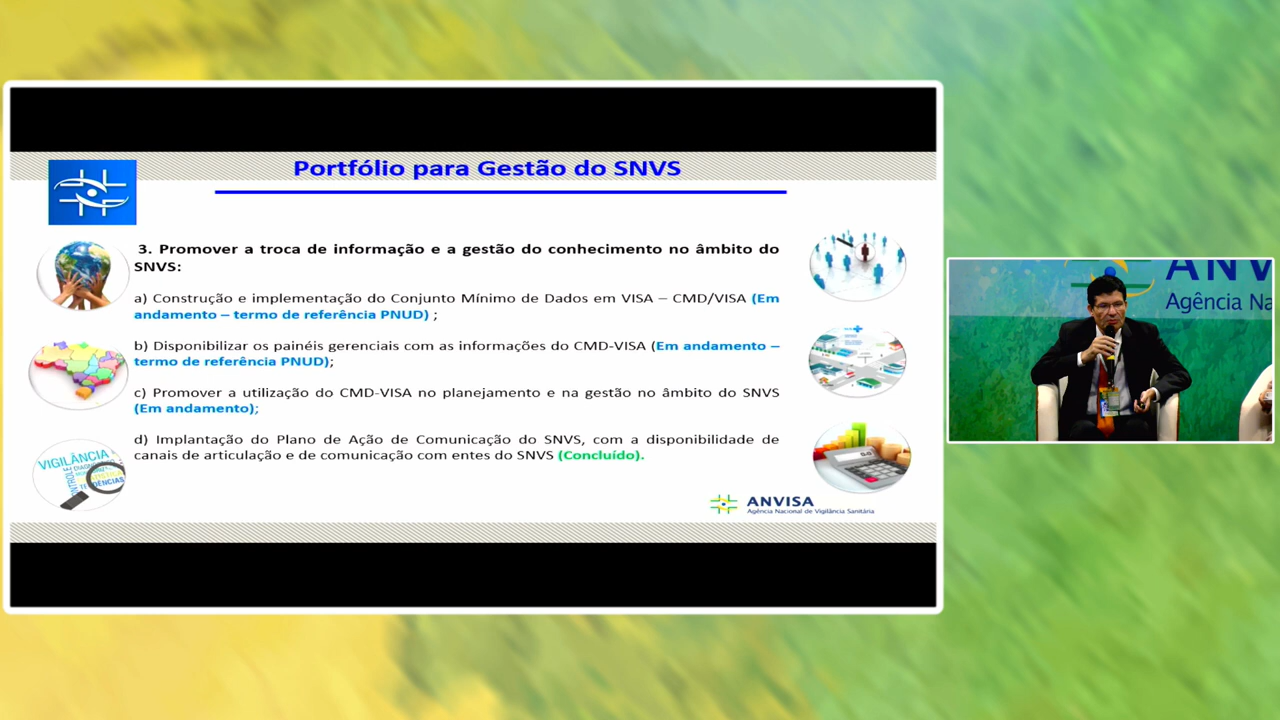 Portfólio para Gestão do SNVS
3. Promover a troca de informação e a gestão do conhecimento no âmbito do
SNVS:
a) Construção e implementação do Conjunto Mínimo de Dados em VISA – CMD/VISA (Em
andamento – termo de referência PNUD) ;
b) Disponibilizar os painéis gerenciais com as informações do CMD-VISA (Em andamento –
termo de referência PNUD);
c) Promover a utilização do CMD-VISA no planejamento e na gestão no âmbito do SNVS
(Em andamento);
d) Implantação do Plano de Ação de Comunicação do SNVS, com a disponibilidade de
canais de articulação e de comunicação com entes do SNVS (Concluído).
VIGILÂNCIA
TENDÊNCIAS
ANVISA
Agência Nacional de Vigilância Sanitária
ANV
Agência Na